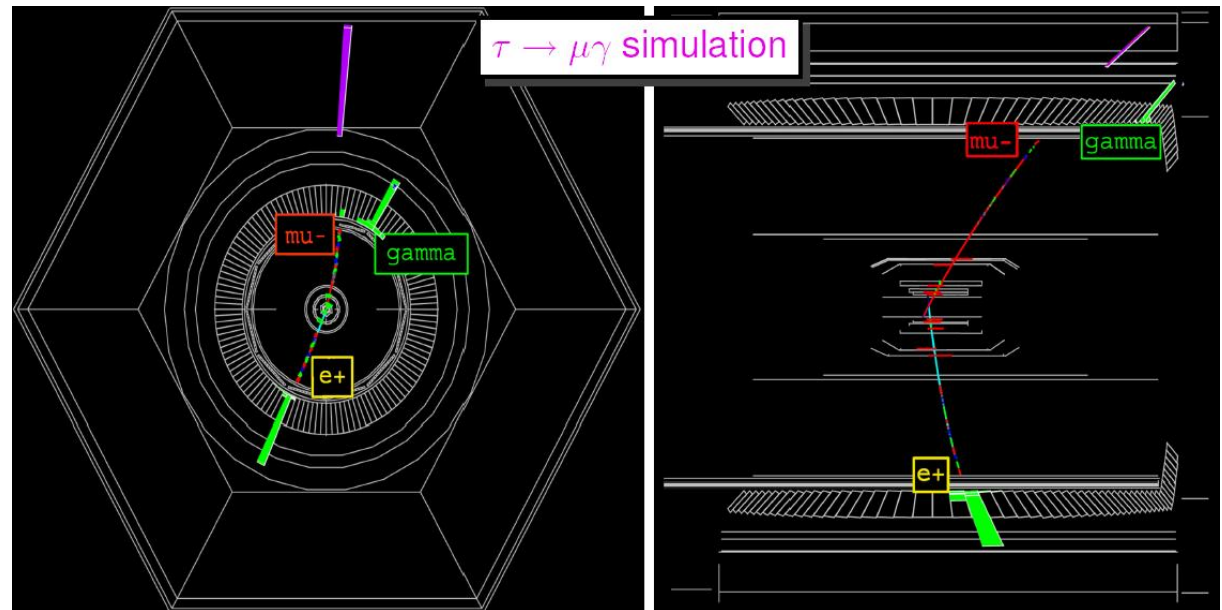 τ → μγ simulation
mu-
gamma
e+
mu-
gamma
e+